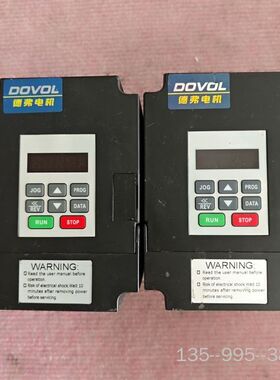 DOVOL
德弗电机
JOG
PROG
≪
REV
DATA
RUN
STOP
WARNING:
Read the user manual before
operation.
Risk of electrical shock Wait 10
minutes after removing power
before servicing.
DOVOL
德弗电机
JOG
PROG
≪
REV
DATA
RUN
STOP
WARNING:
Read the user manual before
operation.
Risk of electrical shock Wait 10
minutes after removing power
before servicing.